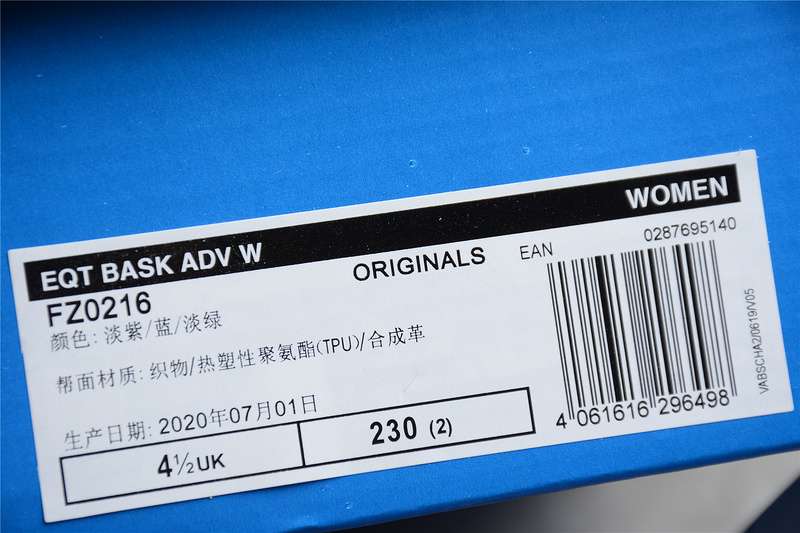 EQT BASK ADV W
WOMEN
FZ0216
ORIGINALS
EAN
0287695140
颜色: 淡紫/蓝/淡绿
帮面材质: 织物/热塑性聚氨酯(TPU)/合成革
生产日期: 2020年07月01日
4½UK
230 (2)
4 061616 296498
VABSCHA2/0619/V05